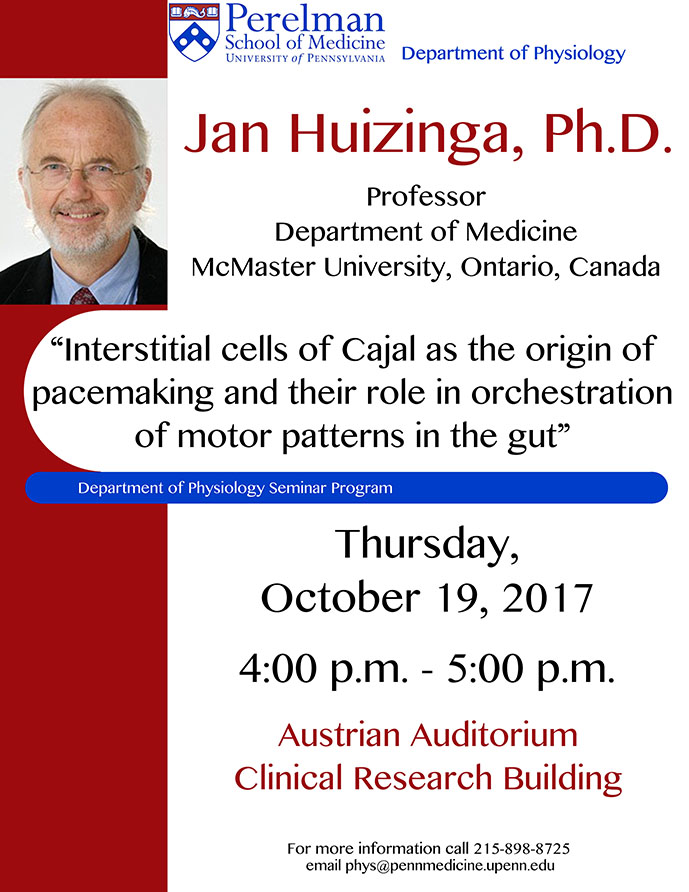 Perelman
School of Medicine
University of Pennsylvania
Department of Physiology
Jan Huizinga, Ph.D.
Professor
Department of Medicine
McMaster University, Ontario, Canada
“Interstitial cells of Cajal as the origin of
pacemaking and their role in orchestration
of motor patterns in the gut”
Department of Physiology Seminar Program
Thursday,
October 19, 2017
4:00 p.m. - 5:00 p.m.
Austrian Auditorium
Clinical Research Building
For more information call 215-898-8725
email phys@pennmedicine.upenn.edu